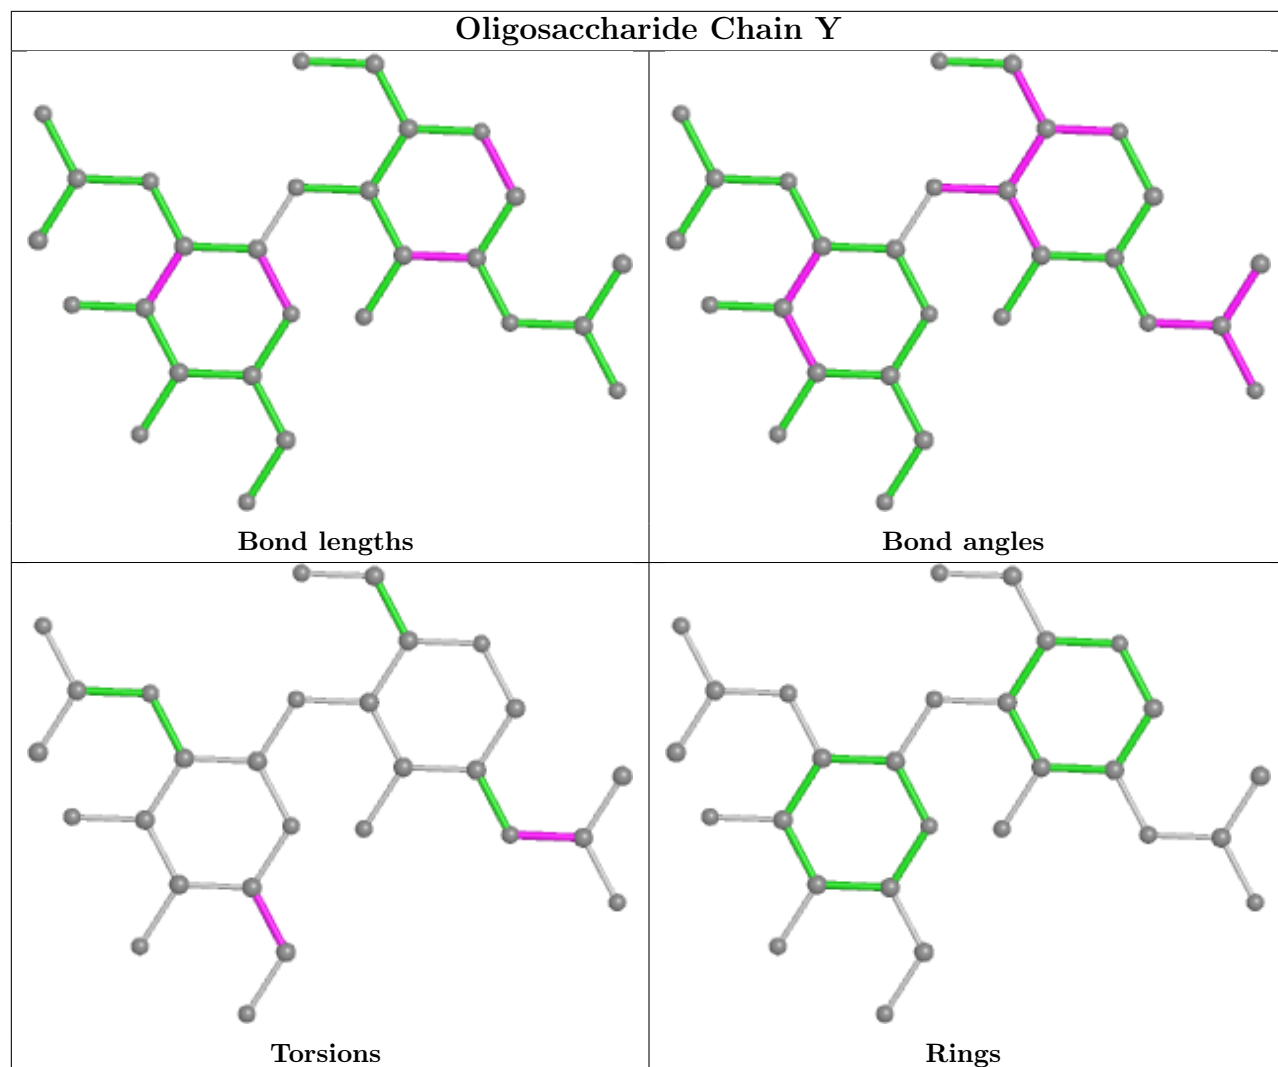 Oligosaccharide Chain Y
Bond lengths
Bond angles
Torsions
Rings